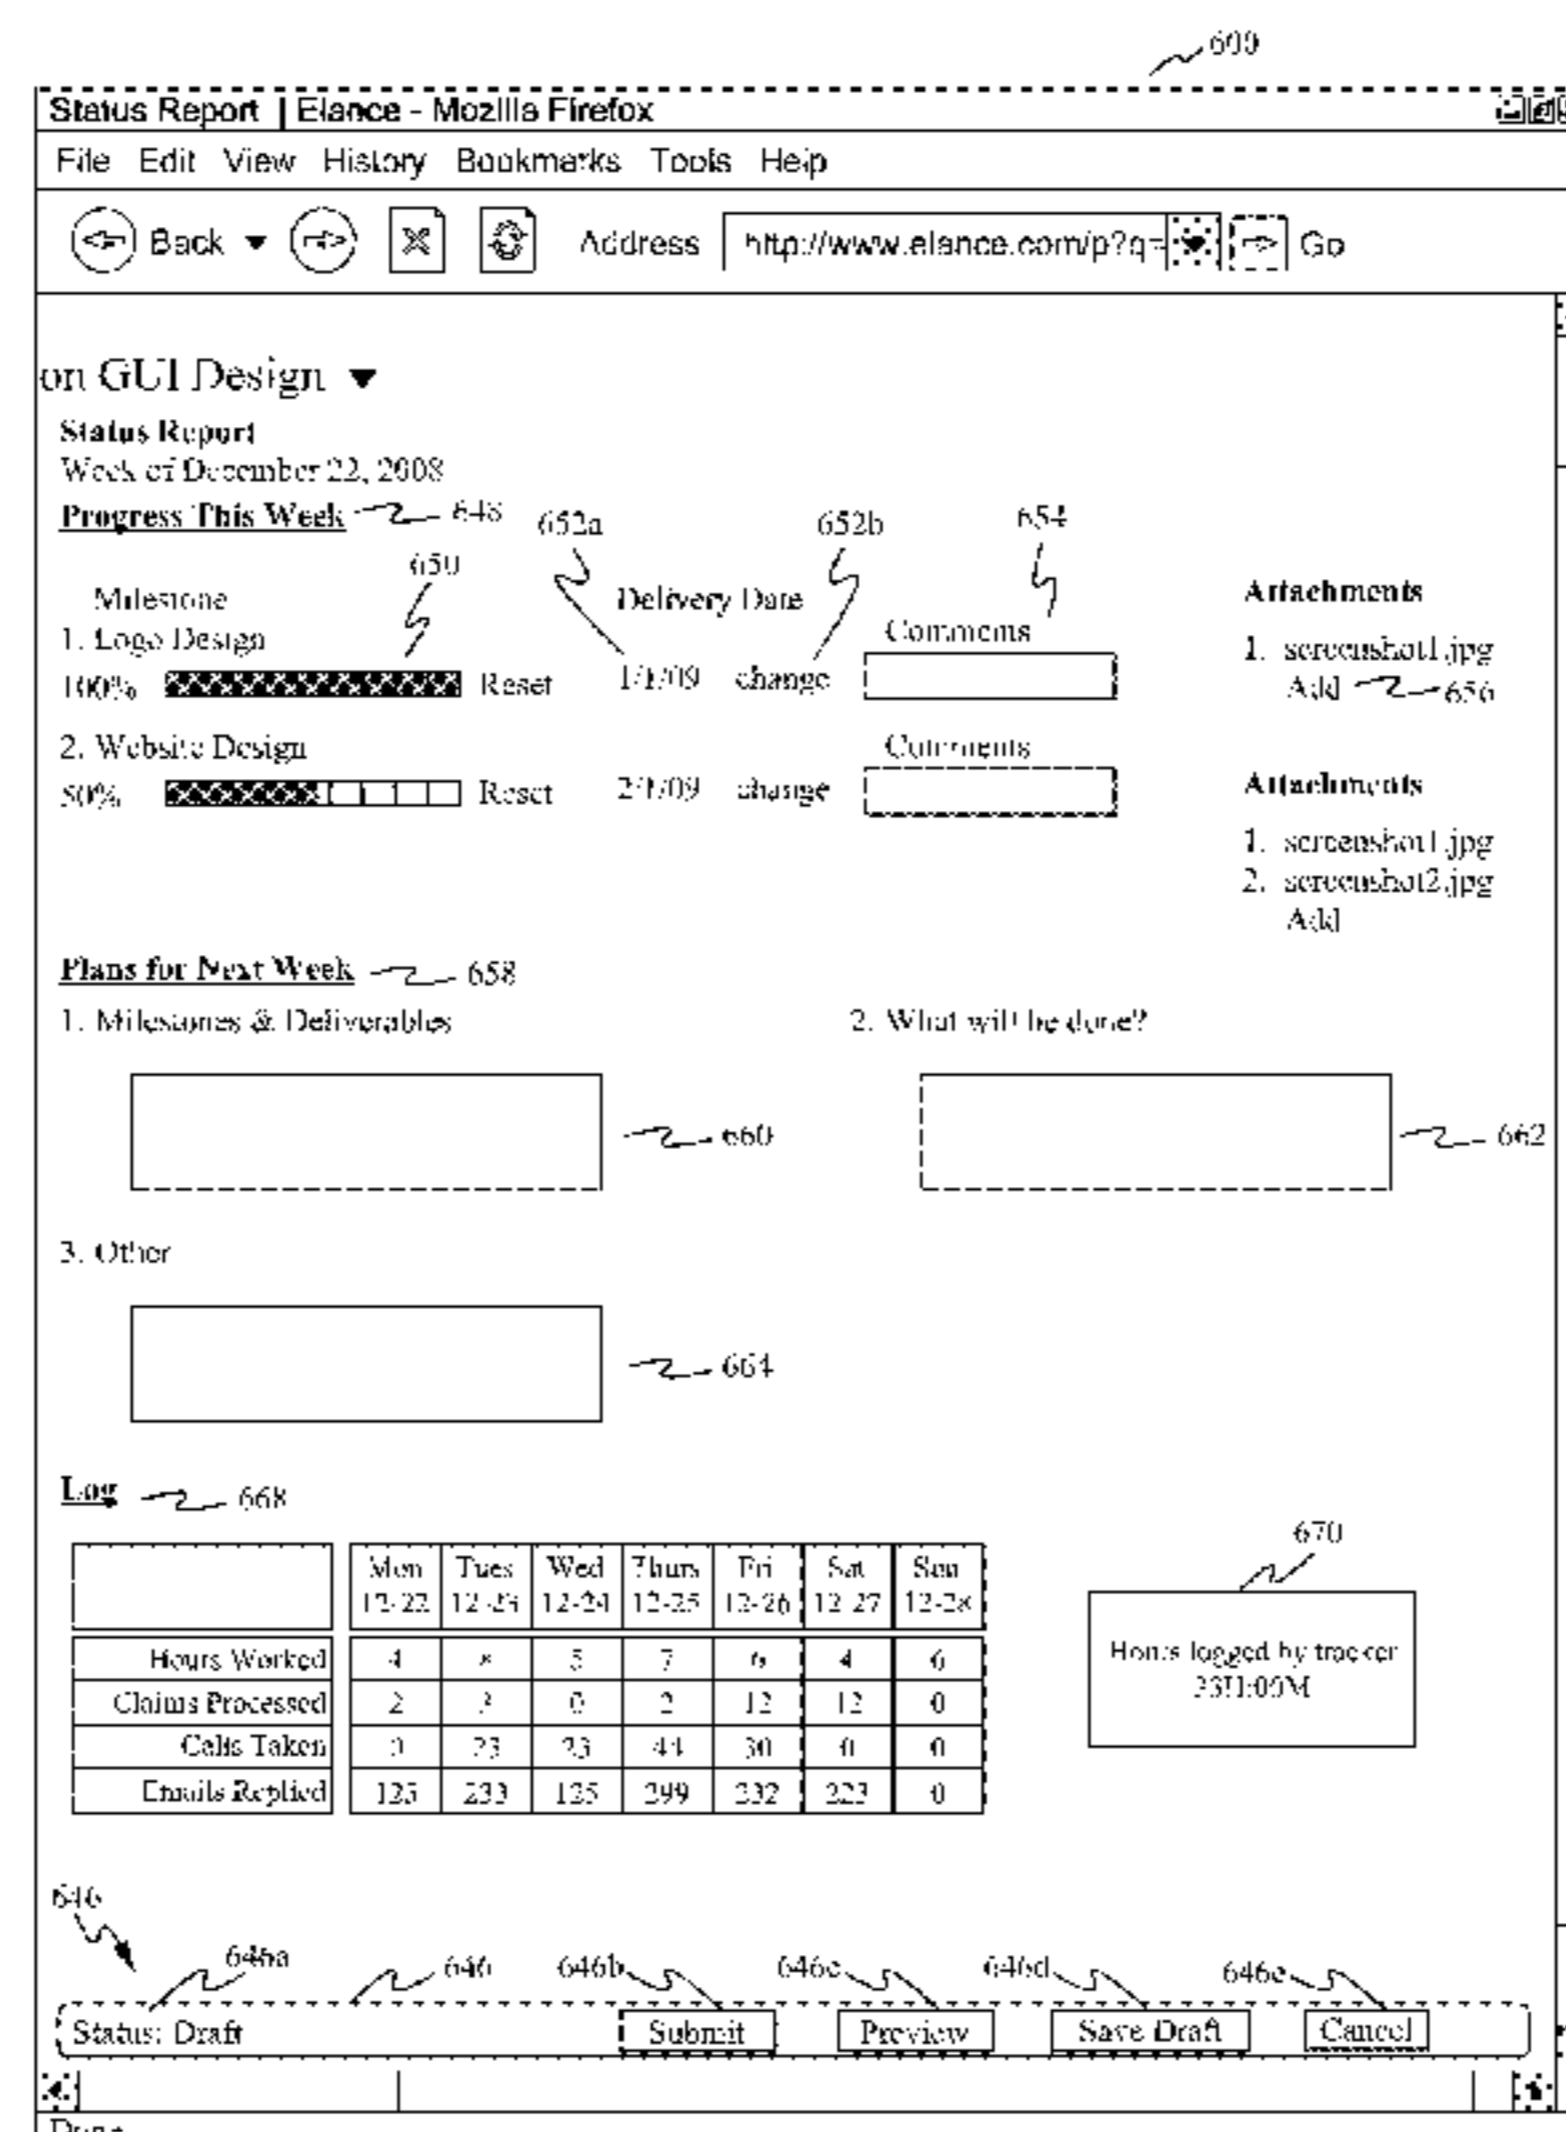 600
Status Report | Elance - Mozilla Firefox
File Edit View History Bookmarks Tools Help
Back Address http://www.elance.com/p?q= Go
on GUI Design
Status Report
Week of December 22, 2008
Progress This Week 648
650 652a 652b 654
Milestone Delivery Date Attachments
1. Logo Design Comments 1. screenshot1.jpg
100% Reset 1/1/09 change Add 656
2. Website Design Comments Attachments
50% Reset 2/1/09 change
1. screenshot1.jpg
2. screenshot2.jpg
Add
Plans for Next Week 658
1. Milestones & Deliverables 2. What will be done?
660 662
3. Other
664
Log 668
670
Mon Tues Wed Thurs Fri Sat Sun
12-22 12-23 12-24 12-25 12-26 12-27 12-28
Hours Worked 4 5 7 6 4 6
Claims Processed 2 0 2 12 12 0
Calls Taken 0 23 23 44 30 0 0
Emails Replied 125 233 125 299 232 223 0
Hours logged by tracker
646
646a 646 646b 646c 646d 646e
Status: Draft Submit Preview Save Draft Cancel